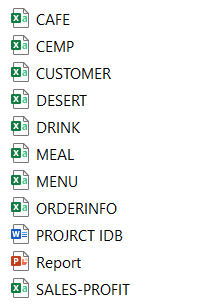 CAFE
CEMP
CUSTOMER
DESERT
DRINK
MEAL
MENU
ORDERINFO
PROJRCT IDB
Report
SALES-PROFIT